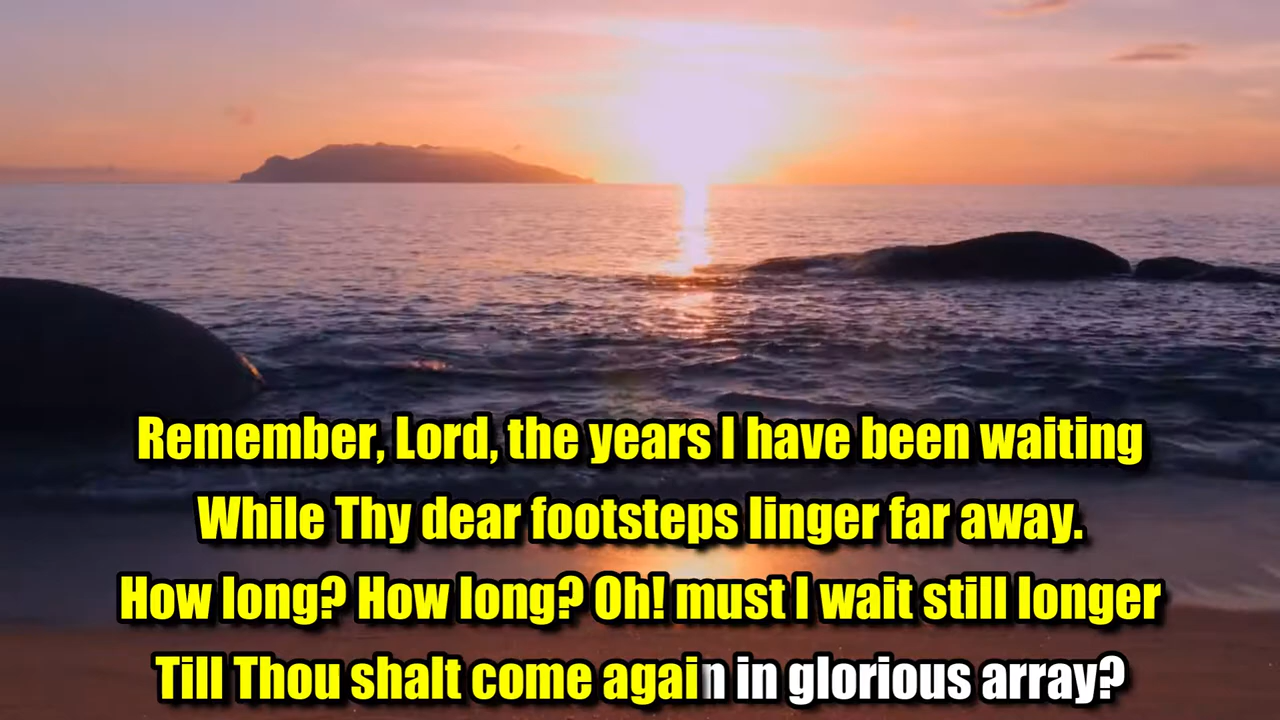 Remember, Lord, the years I have been waiting
While Thy dear footsteps linger far away.
How long? How long? Oh! must I wait still longer
Till Thou shalt come again in glorious array?